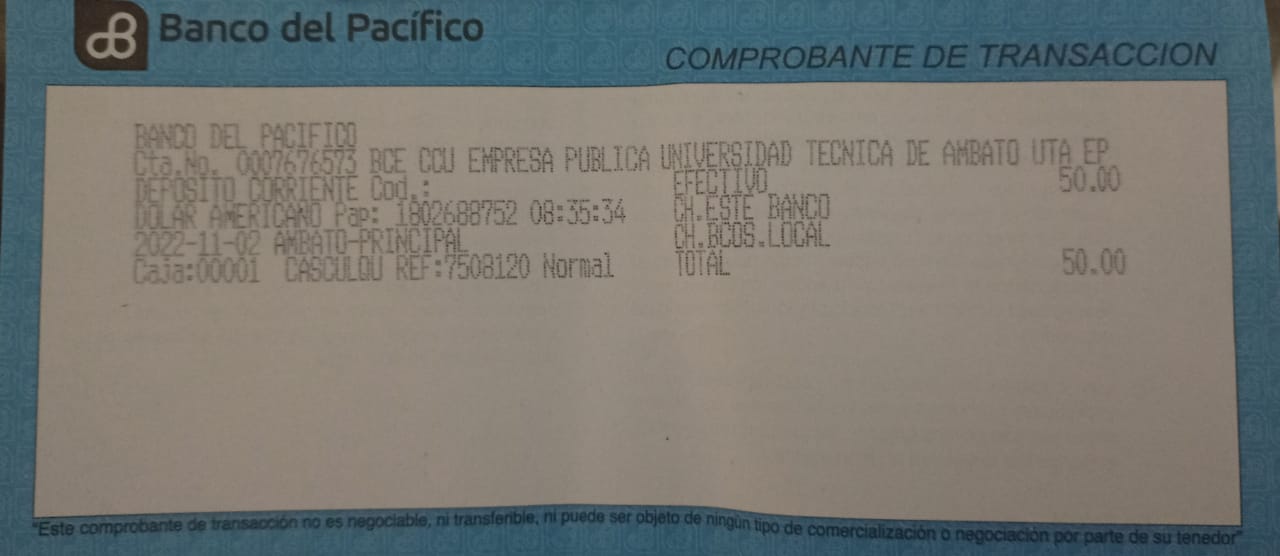 Banco del Pacífico
COMPROBANTE DE TRANSACCION
BANCO DEL PACIFICO
Cta.No. 0007676573 BCE CCU EMPRESA PUBLICA UNIVERSIDAD TECNICA DE AMBATO UTA EP
DEPOSITO CORRIENTE Cod.: EFECTIVO 50.00
DOLAR AMERICANO Pap: 1802688752 08:35:34 CH.ESTE BANCO
2022-11-02 AMBATO-PRINCIPAL CH.BCOS.LOCAL
Caja:00001 CASCULQU REF:7508120 Normal TOTAL 50.00
"Este comprobante de transacción no es negociable, ni transferible, ni puede ser objeto de ningún tipo de comercialización o negociación por parte de su tenedor"